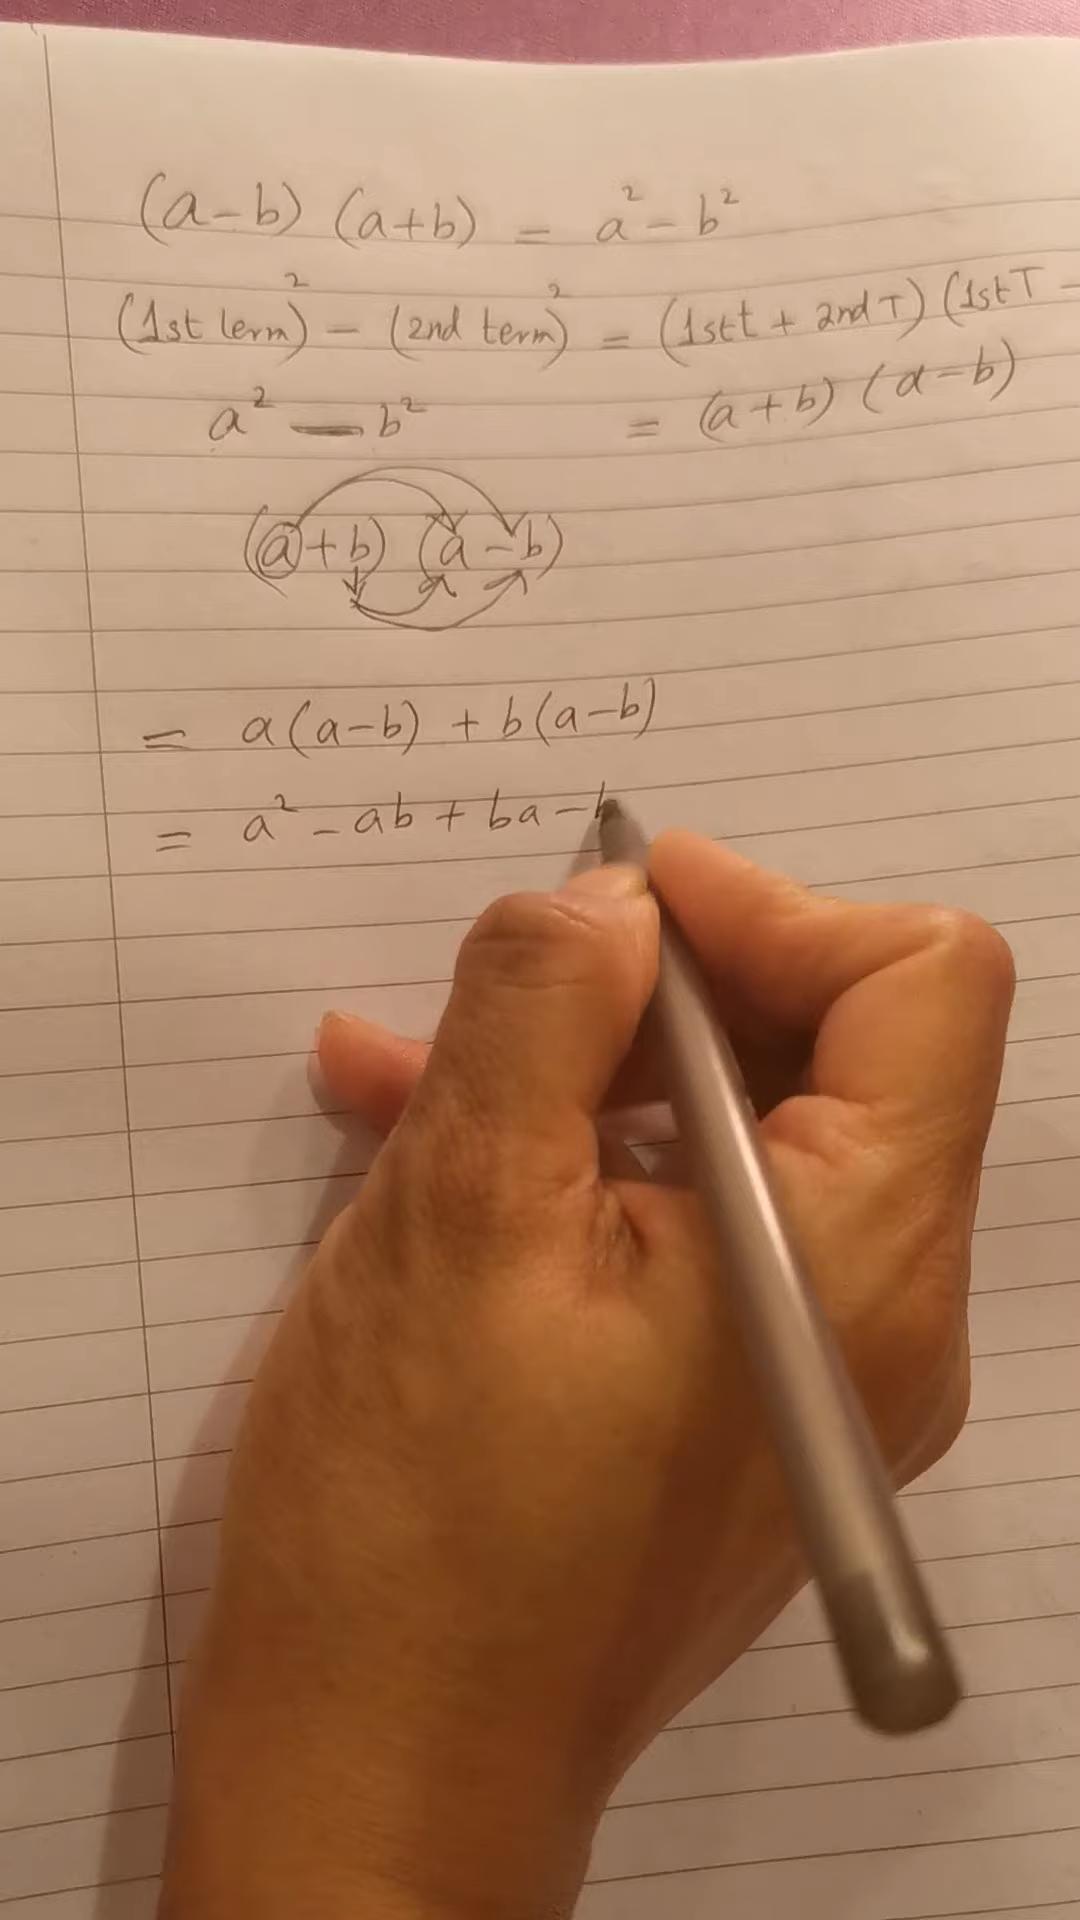 (a-b) (a+b) = a² - b²
(1st term)² - (2nd term)² = (1st t + 2nd T) (1st T -
a² - b² = (a+b) (a-b)
(a+b) (a-b)
= a(a-b) + b(a-b)
= a² - ab + ba - b